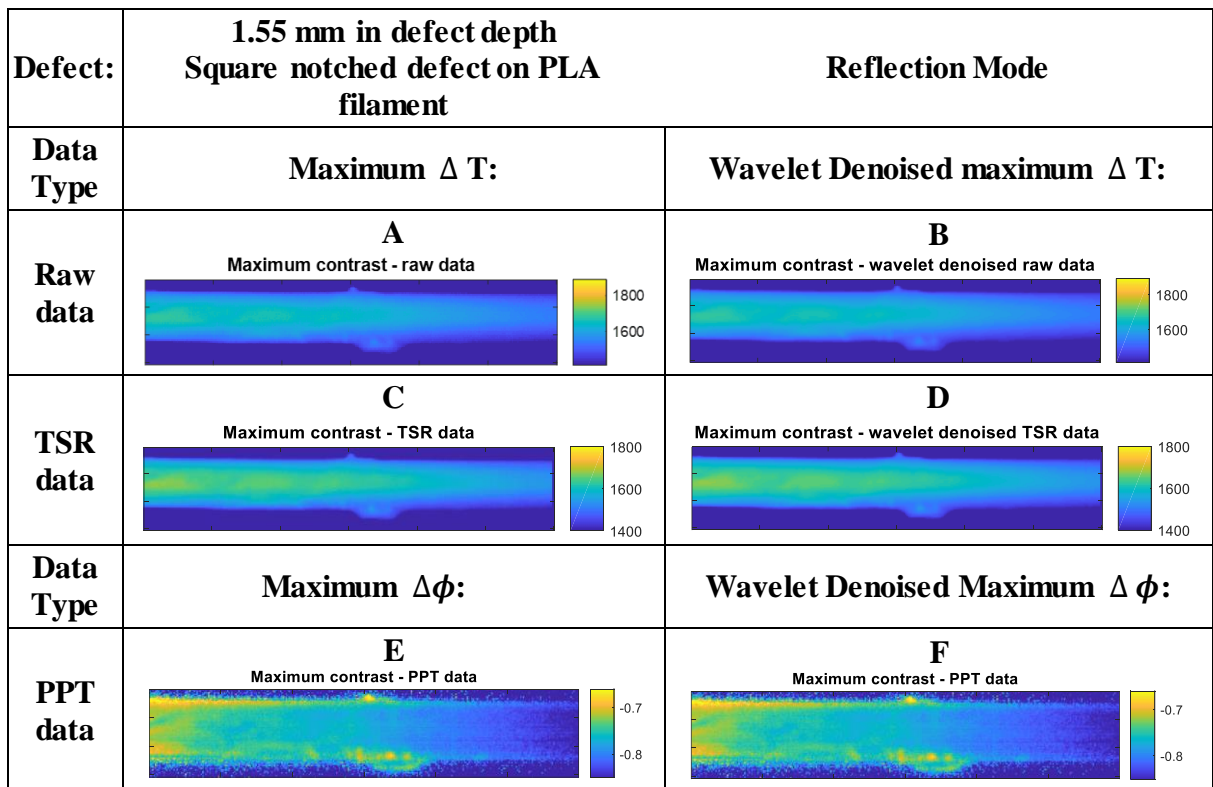 Defect:
1.55 mm in defect depth
Square notched defect on PLA
filament
Reflection Mode
Data
Type
Maximum Δ T:
Wavelet Denoised maximum Δ T:
Raw
data
A
Maximum contrast - raw data
1800
1600
B
Maximum contrast - wavelet denoised raw data
1800
1600
TSR
data
C
Maximum contrast - TSR data
1800
1600
1400
D
Maximum contrast - wavelet denoised TSR data
1800
1600
1400
Data
Type
Maximum Δϕ:
Wavelet Denoised Maximum Δ ϕ:
PPT
data
E
Maximum contrast - PPT data
-0.7
-0.8
F
Maximum contrast - PPT data
-0.7
-0.8